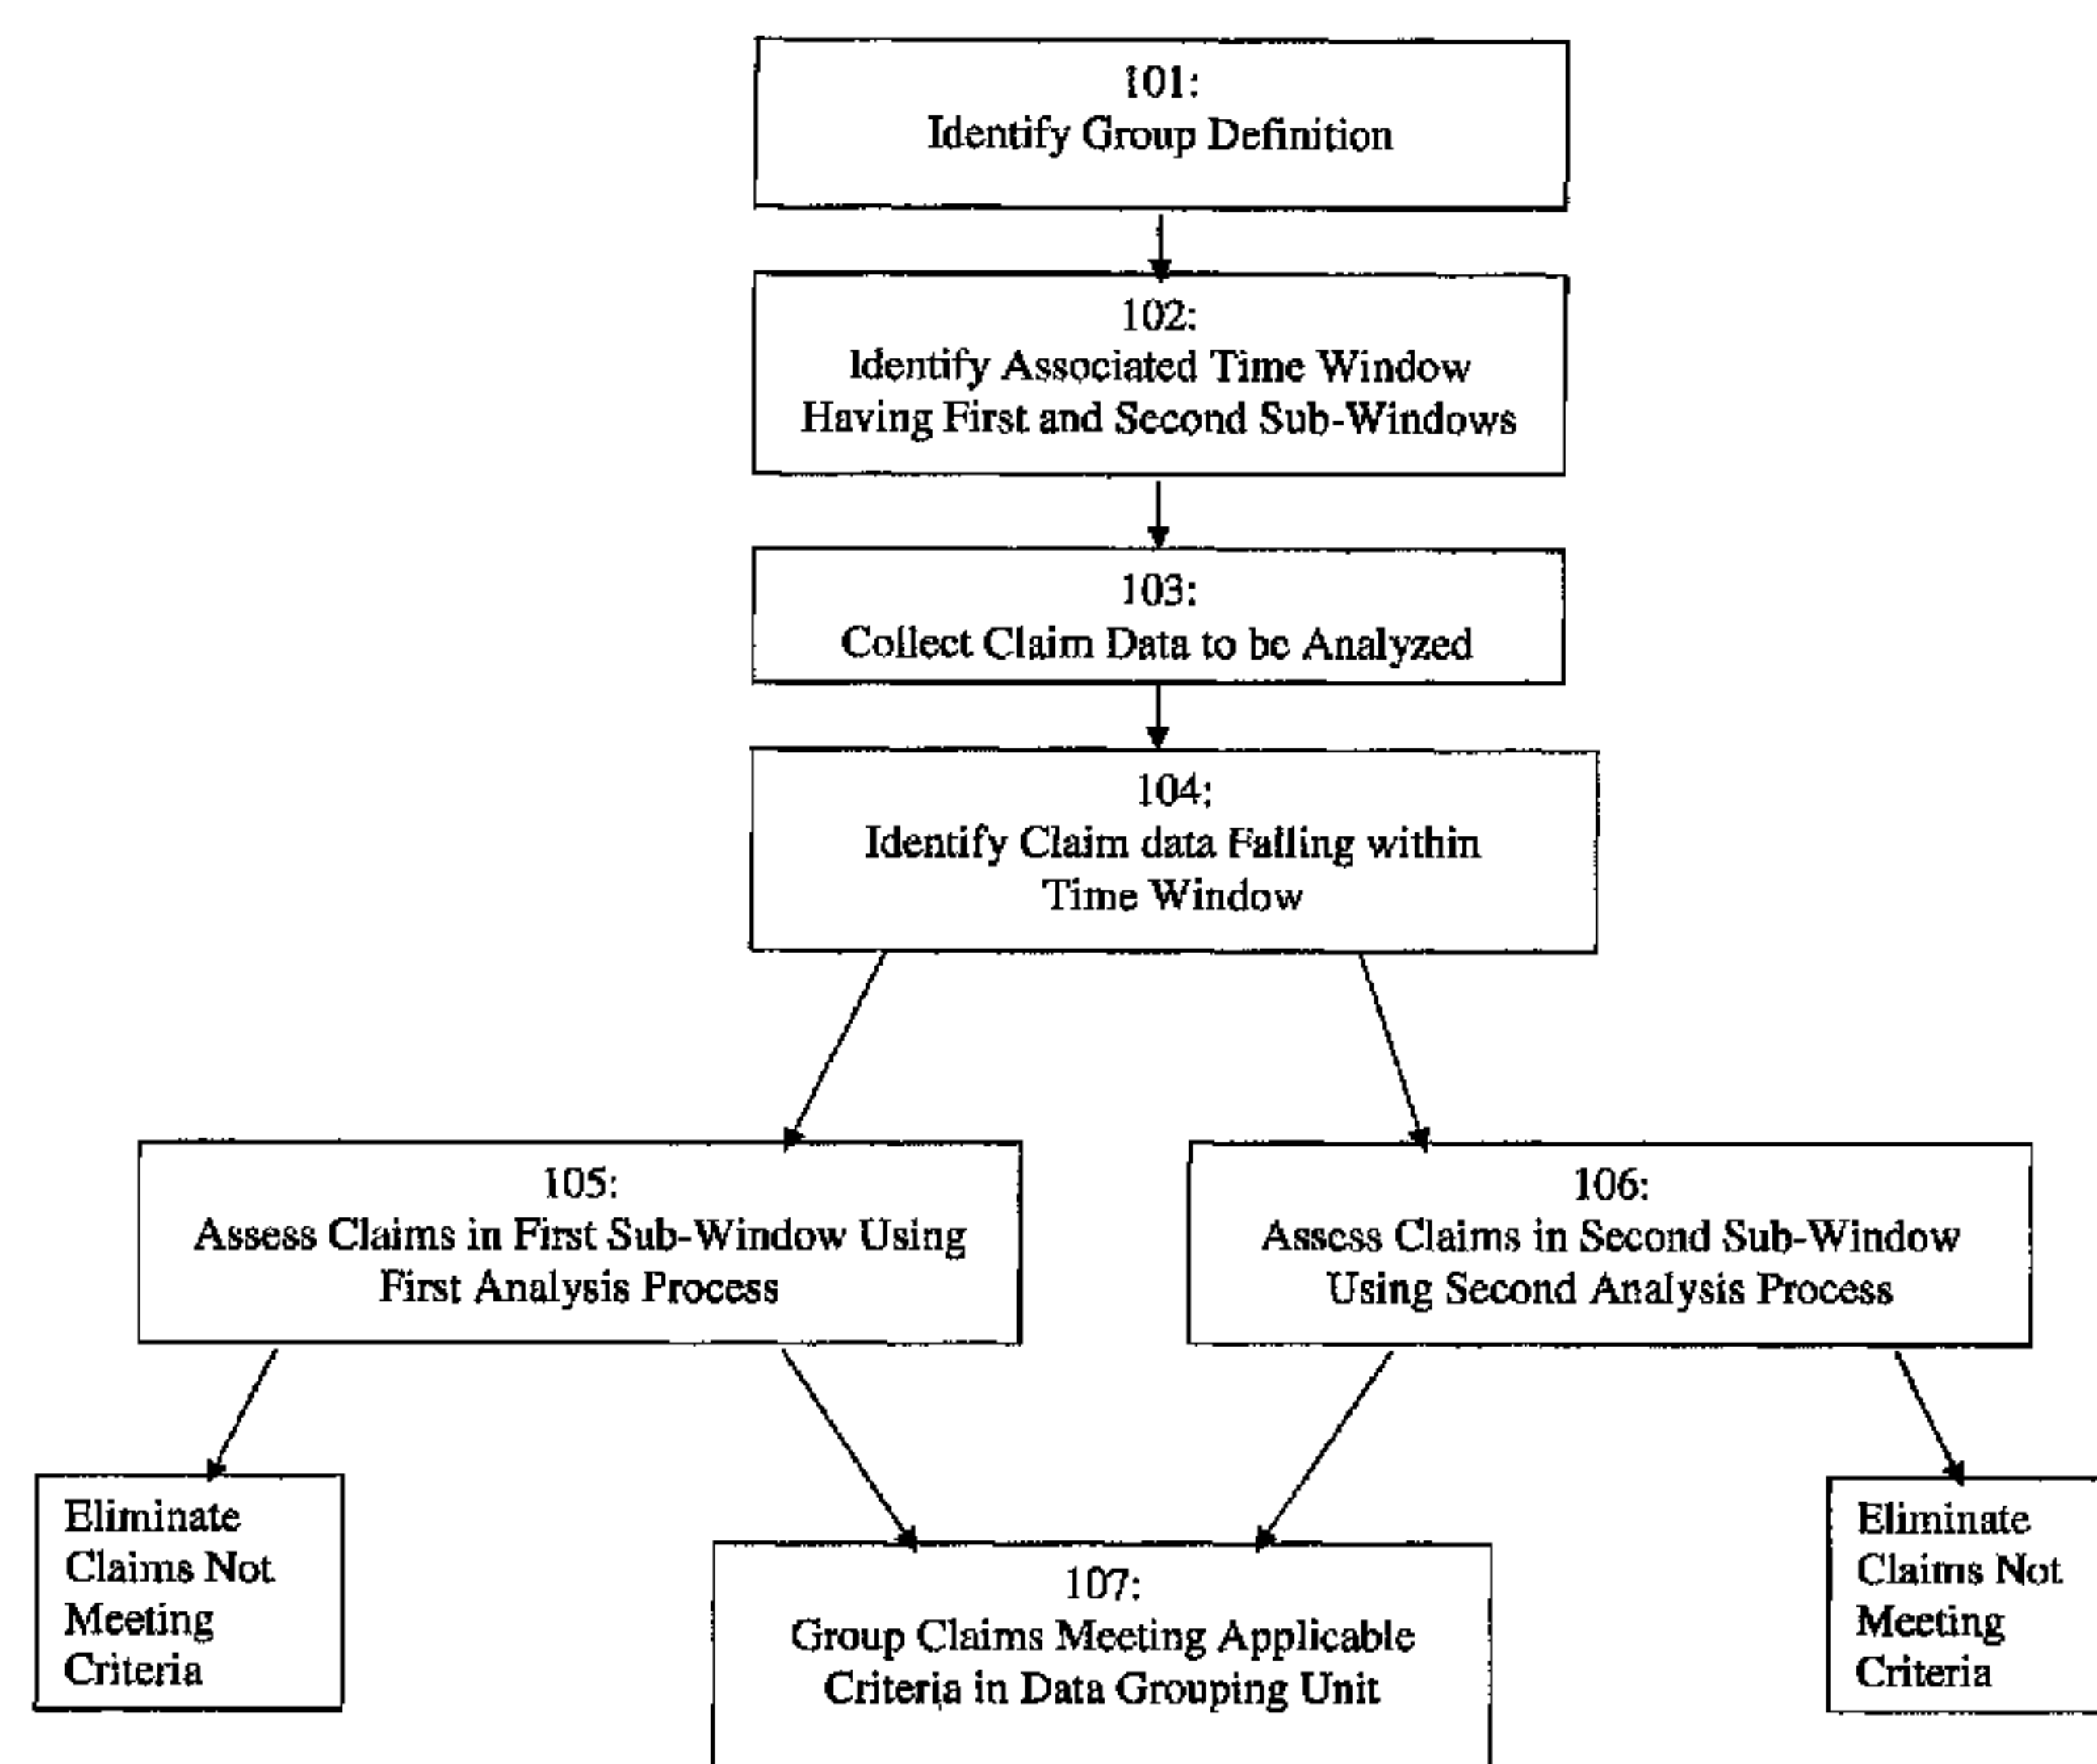 101:
Identify Group Definition
102:
Identify Associated Time Window
Having First and Second Sub-Windows
103:
Collect Claim Data to be Analyzed
104:
Identify Claim data Falling within
Time Window
105:
Assess Claims in First Sub-Window Using
First Analysis Process
106:
Assess Claims in Second Sub-Window
Using Second Analysis Process
Eliminate
Claims Not
Meeting
Criteria
107:
Group Claims Meeting Applicable
Criteria in Data Grouping Unit
Eliminate
Claims Not
Meeting
Criteria